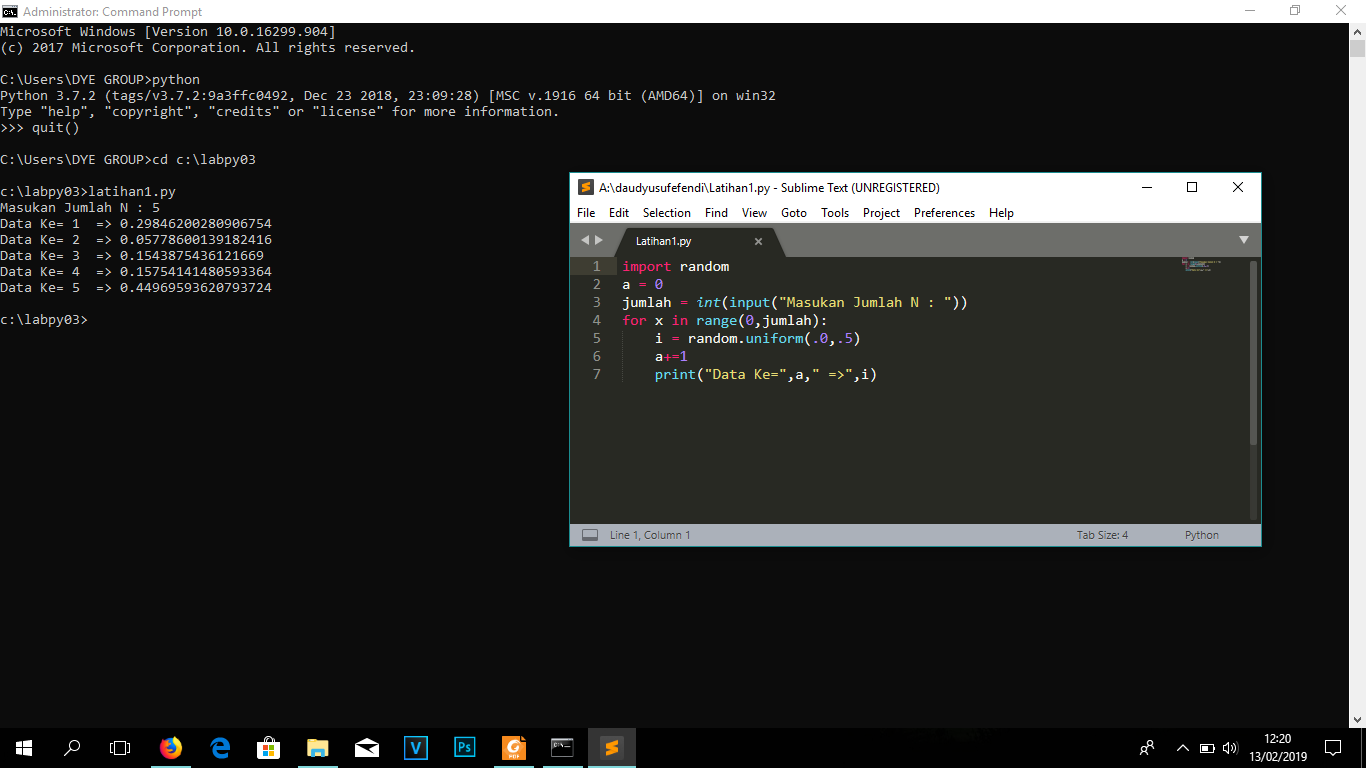 Administrator: Command Prompt
Microsoft Windows [Version 10.0.16299.904]
(c) 2017 Microsoft Corporation. All rights reserved.
C:\Users\DYE GROUP>python
Python 3.7.2 (tags/v3.7.2:9a3ffc0492, Dec 23 2018, 23:09:28) [MSC v.1916 64 bit (AMD64)] on win32
Type "help", "copyright", "credits" or "license" for more information.
>>> quit()
C:\Users\DYE GROUP>cd c:\labpy03
c:\labpy03>latihan1.py
Masukan Jumlah N : 5
Data Ke= 1  => 0.29846200280906754
Data Ke= 2  => 0.05778600139182416
Data Ke= 3  => 0.1543875436121669
Data Ke= 4  => 0.15754141480593364
Data Ke= 5  => 0.44969593620793724
c:\labpy03>
A:\daudyusufefendi\Latihan1.py - Sublime Text (UNREGISTERED)
File Edit Selection Find View Goto Tools Project Preferences Help
Latihan1.py
1 import random
2 a = 0
3 jumlah = int(input("Masukan Jumlah N : "))
4 for x in range(0,jumlah):
5     i = random.uniform(.0,.5)
6     a+=1
7     print("Data Ke=",a," =>",i)
Line 1, Column 1 Tab Size: 4 Python
V Ps PDF
12:20
13/02/2019